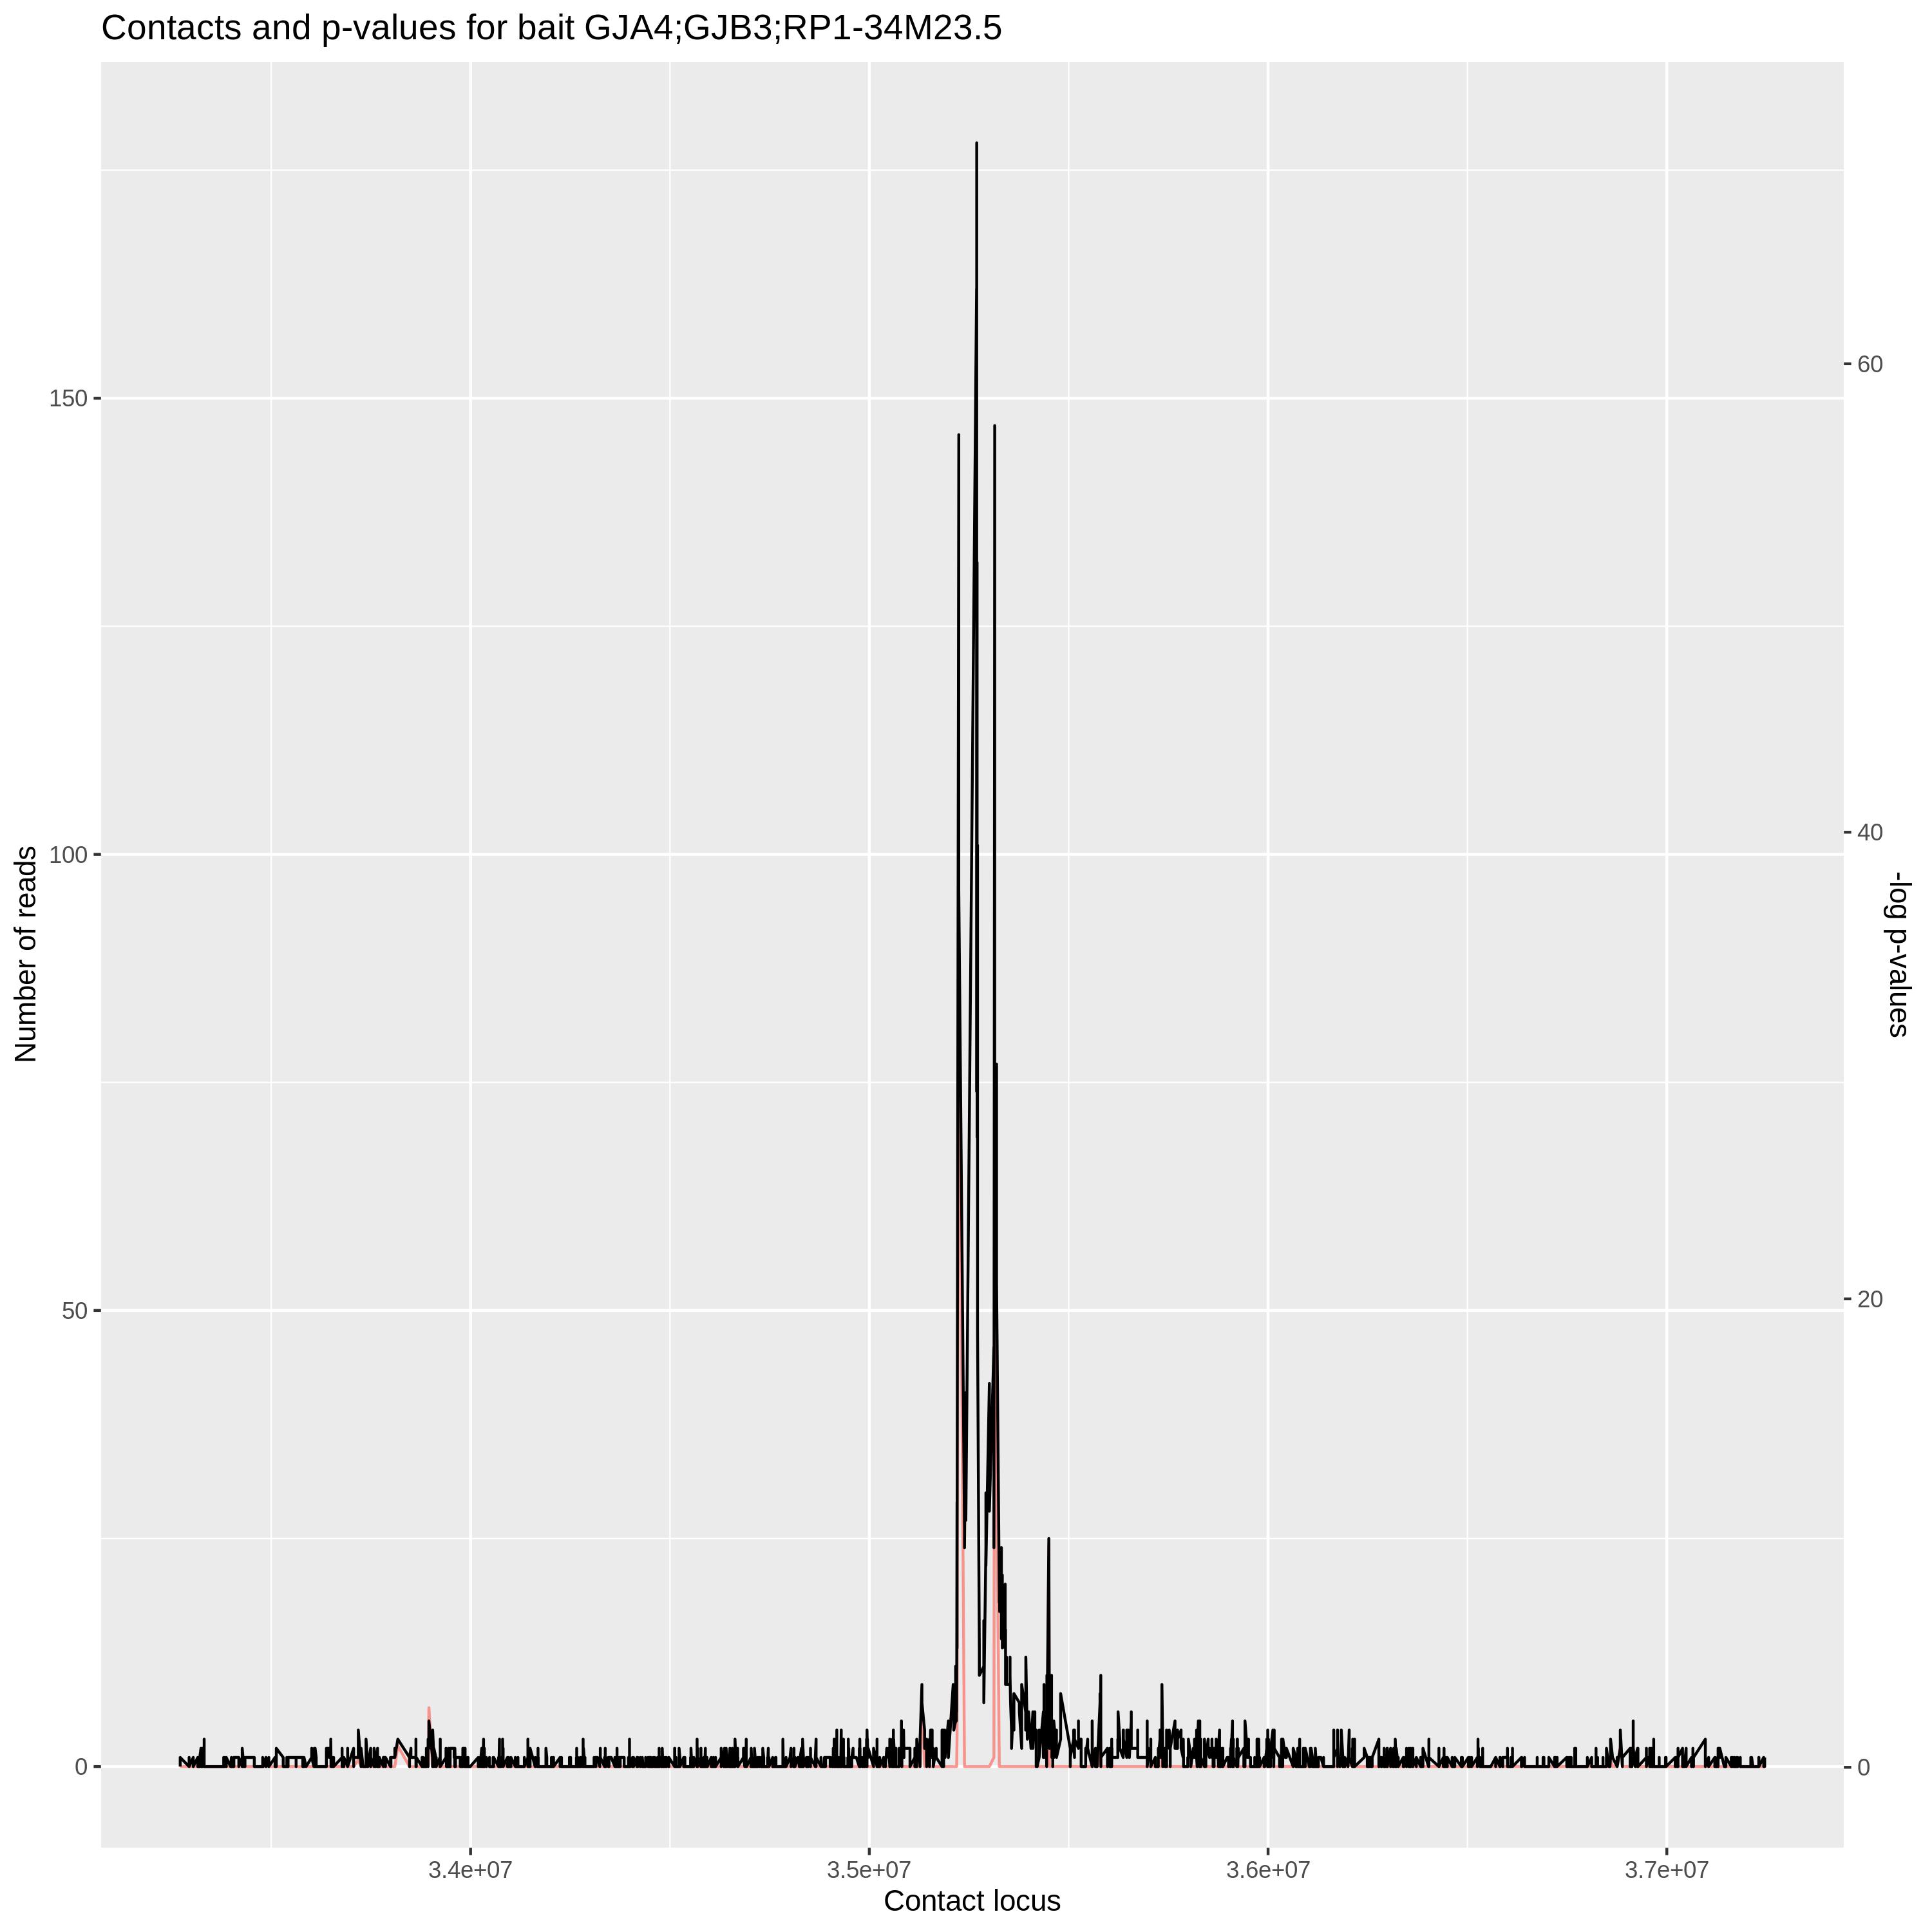 Contacts and p-values for bait GJA4;GJB3;RP1-34M23.5
150
100
50
0
Number of reads
60
40
20
0
-log p-values
3.4e+07 3.5e+07 3.6e+07 3.7e+07
Contact locus